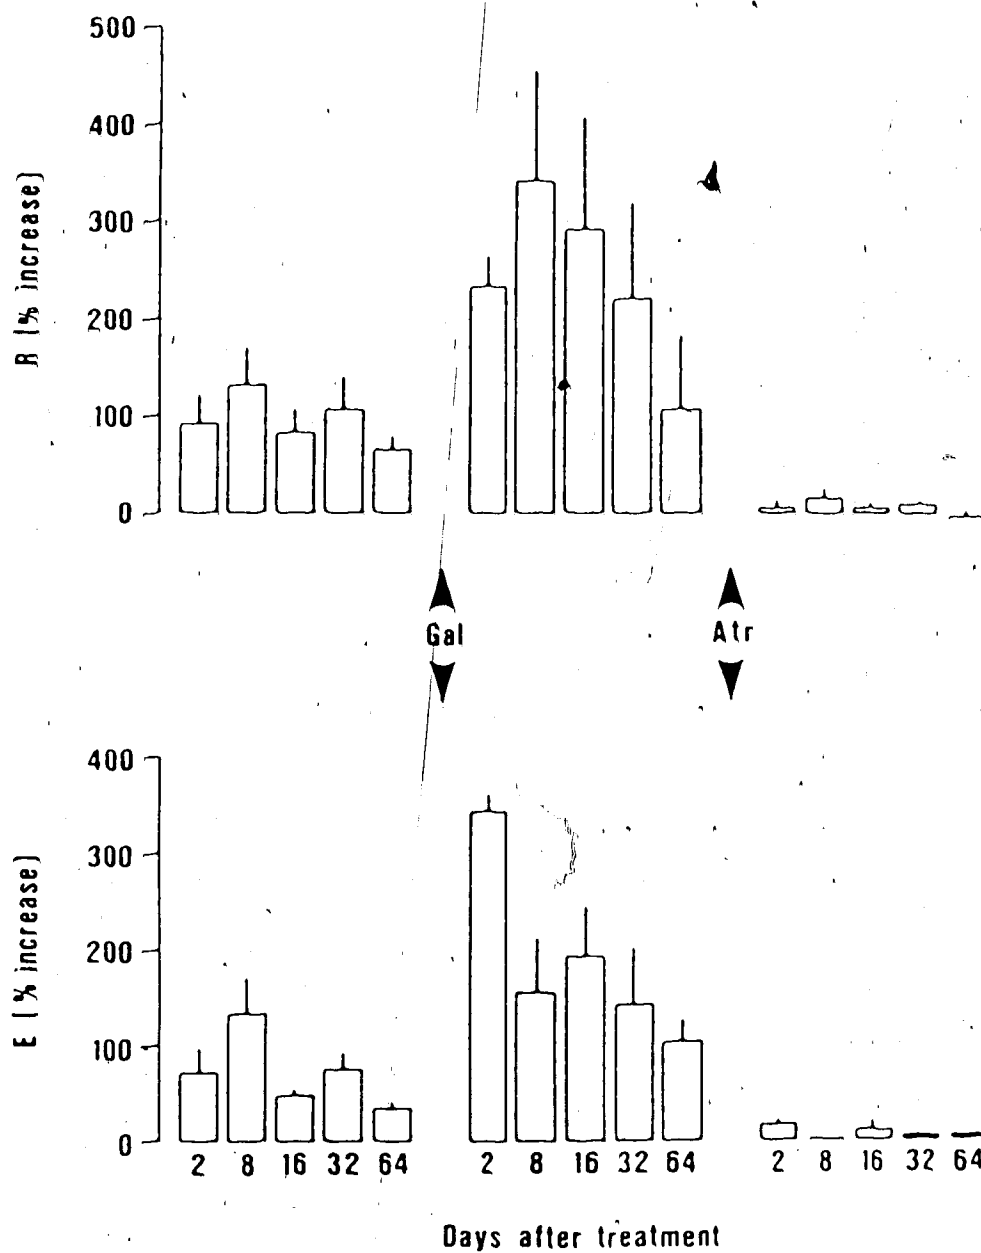 500
400
300
200
100
0
R (% increase)
Gal
Atr
400
300
200
100
0
E (% increase)
2 8 16 32 64 2 8 16 32 64 2 8 16 32 64
Days after treatment